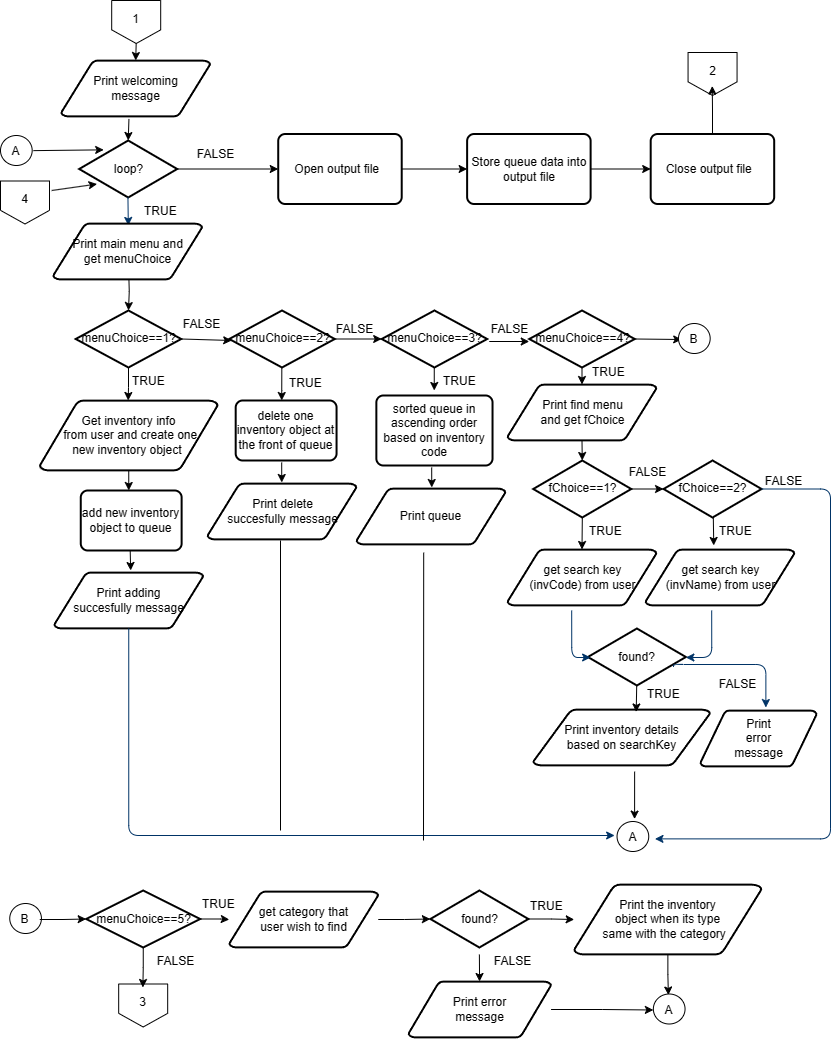 1
Print welcoming
message
A
loop?
FALSE
Open output file
Store queue data into
output file
Close output file
2
4
TRUE
Print main menu and
get menuChoice
menuChoice==1?
FALSE
menuChoice==2?
FALSE
menuChoice==3?
FALSE
menuChoice==4?
B
TRUE
TRUE
TRUE
TRUE
Get inventory info
from user and create one
new inventory object
delete one
inventory object at
the front of queue
sorted queue in
ascending order
based on inventory
code
Print find menu
and get fChoice
add new inventory
object to queue
Print delete
succesfully message
Print queue
fChoice==1?
FALSE
fChoice==2?
FALSE
TRUE
TRUE
Print adding
succesfully message
get search key
(invCode) from user
get search key
(invName) from user
found?
TRUE
FALSE
Print inventory details
based on searchKey
Print
error
message
A
B
menuChoice==5?
TRUE
get category that
user wish to find
found?
TRUE
Print the inventory
object when its type
same with the category
FALSE
FALSE
3
Print error
message
A